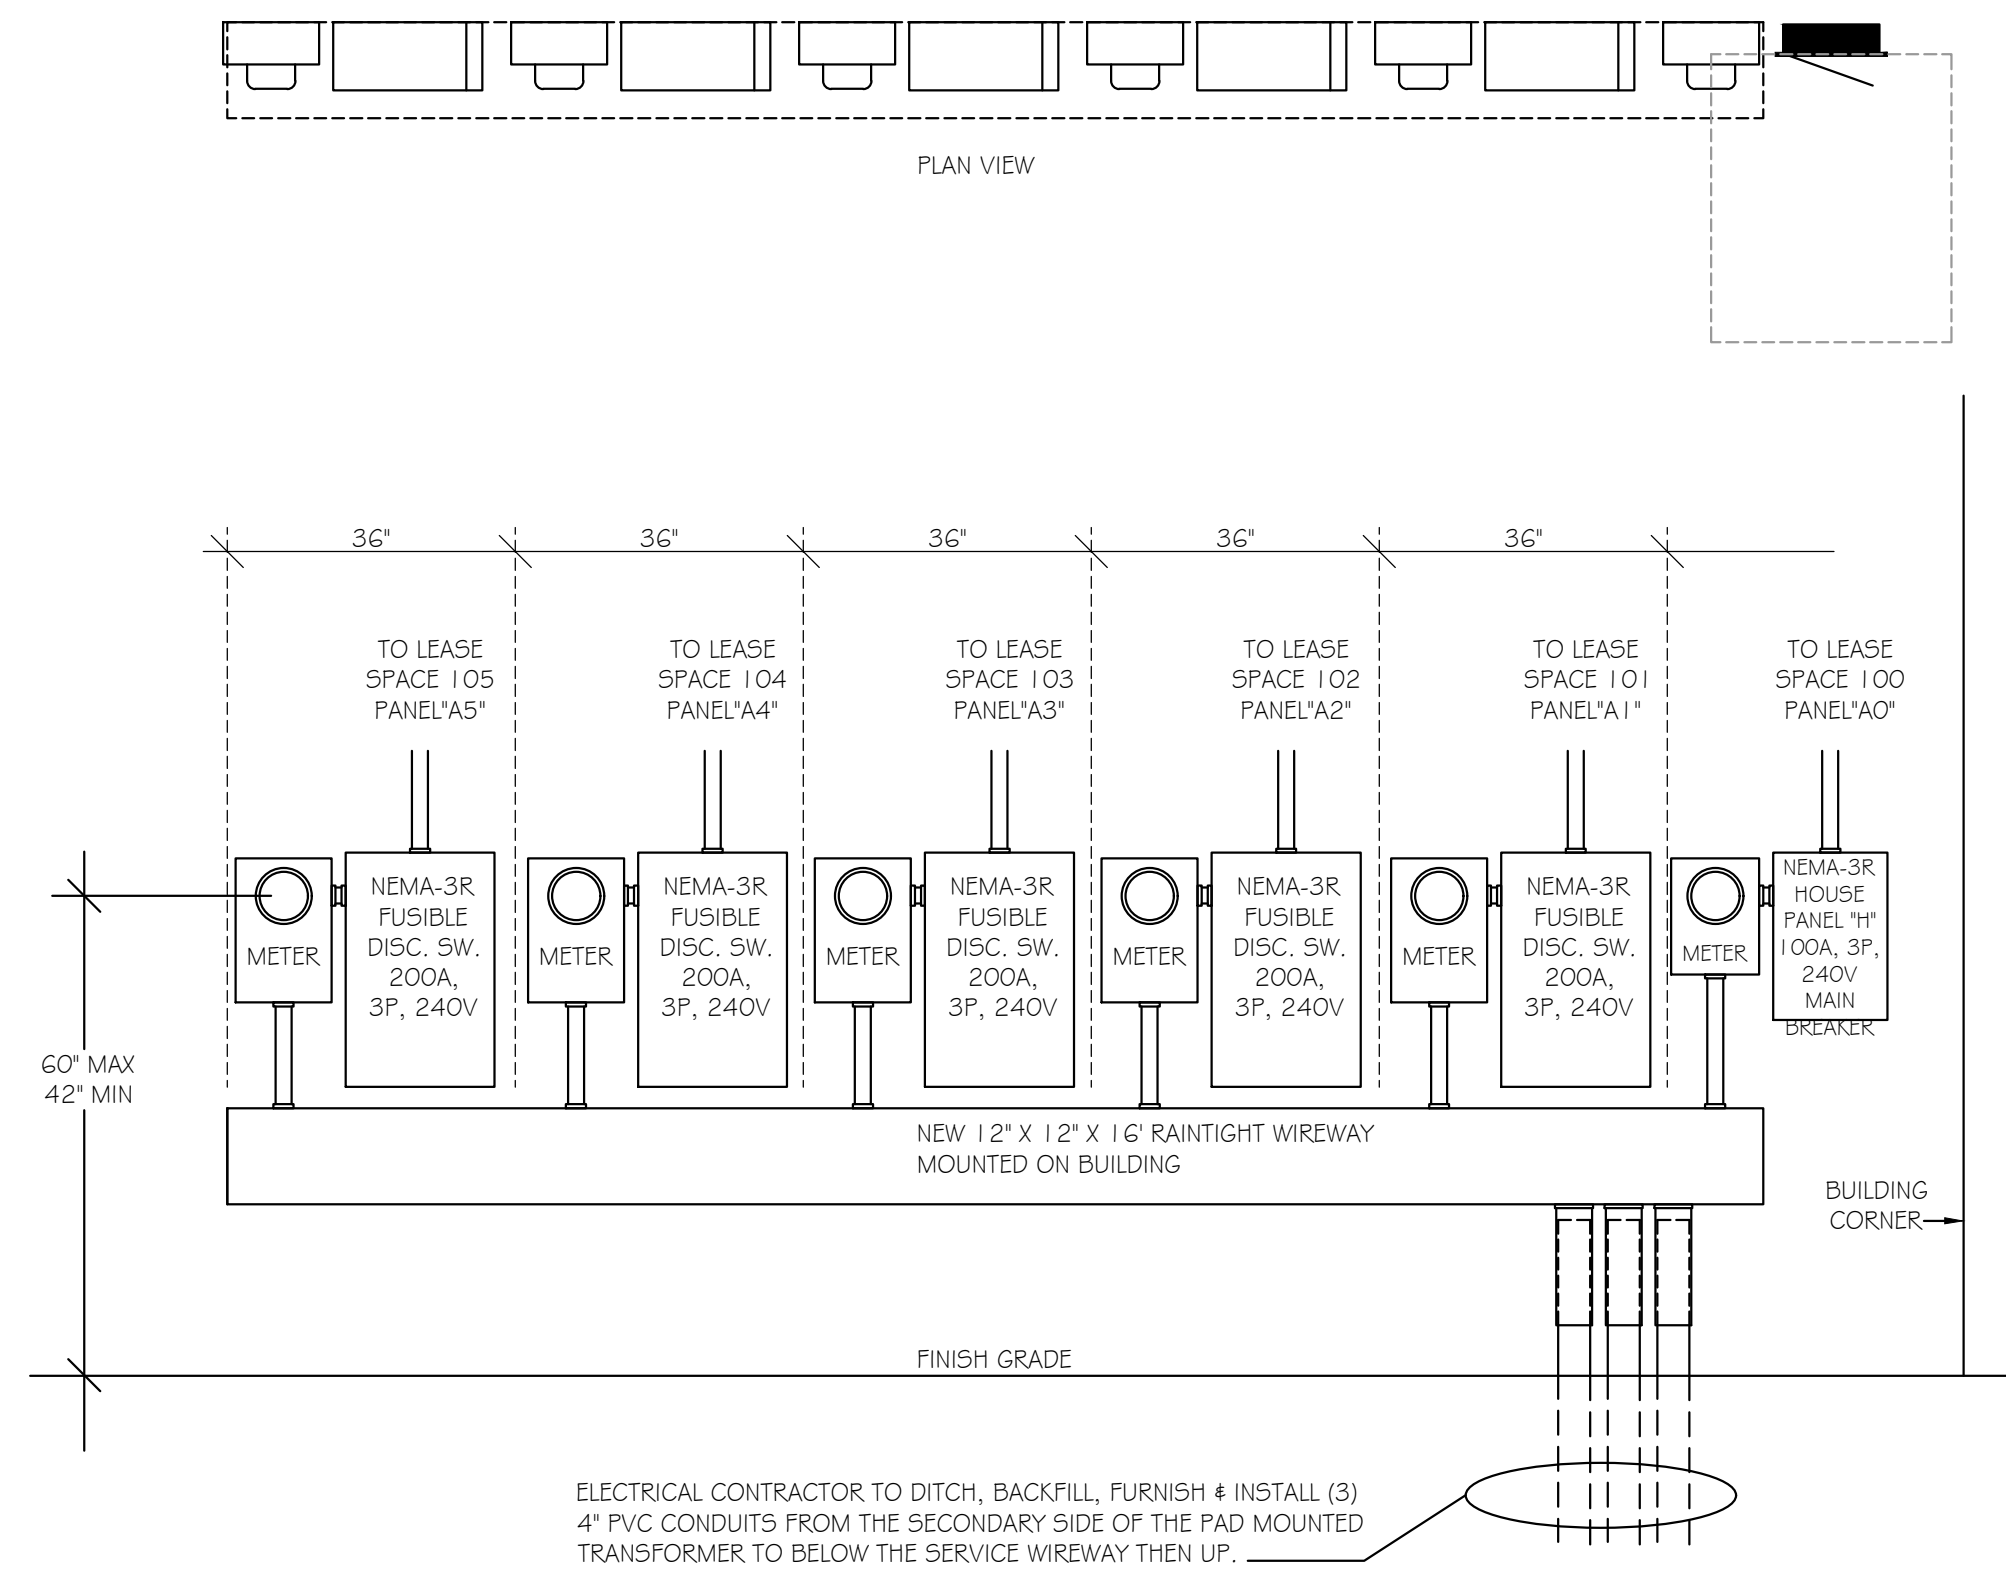 PLAN VIEW
36"
36"
36"
36"
36"
TO LEASE
SPACE 105
PANEL"A5"
TO LEASE
SPACE 104
PANEL"A4"
TO LEASE
SPACE 103
PANEL"A3"
TO LEASE
SPACE 102
PANEL"A2"
TO LEASE
SPACE 101
PANEL"A1"
TO LEASE
SPACE 100
PANEL"A0"
METER
NEMA-3R
FUSIBLE
DISC. SW.
200A,
3P, 240V
METER
NEMA-3R
FUSIBLE
DISC. SW.
200A,
3P, 240V
METER
NEMA-3R
FUSIBLE
DISC. SW.
200A,
3P, 240V
METER
NEMA-3R
FUSIBLE
DISC. SW.
200A,
3P, 240V
METER
NEMA-3R
FUSIBLE
DISC. SW.
200A,
3P, 240V
METER
NEMA-3R
HOUSE
PANEL "H"
100A, 3P,
240V
MAIN
BREAKER
60" MAX
42" MIN
NEW 12" X 12" X 16' RAINTIGHT WIREWAY
MOUNTED ON BUILDING
BUILDING
CORNER
FINISH GRADE
ELECTRICAL CONTRACTOR TO DITCH, BACKFILL, FURNISH & INSTALL (3)
4" PVC CONDUITS FROM THE SECONDARY SIDE OF THE PAD MOUNTED
TRANSFORMER TO BELOW THE SERVICE WIREWAY THEN UP.